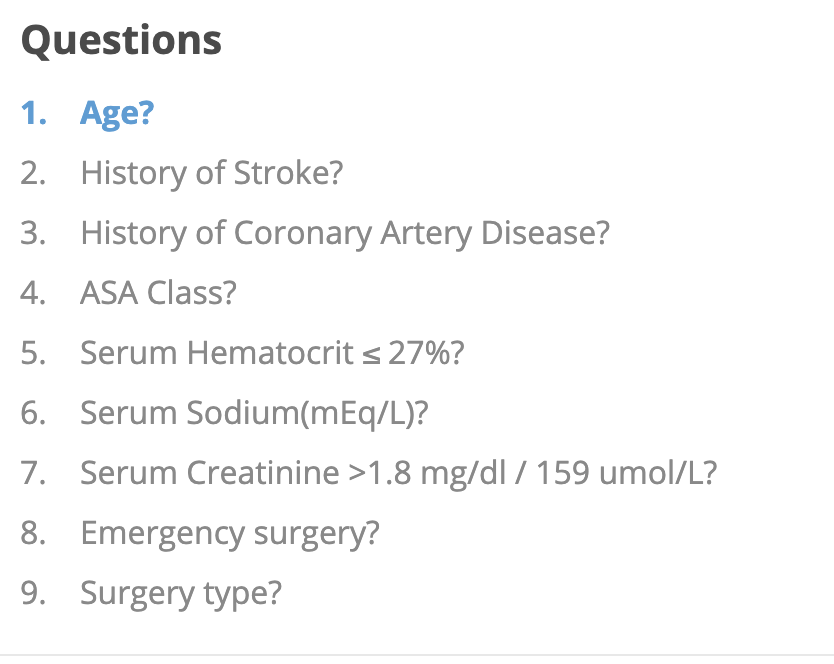 Questions
1. Age?
2. History of Stroke?
3. History of Coronary Artery Disease?
4. ASA Class?
5. Serum Hematocrit ≤ 27%?
6. Serum Sodium(mEq/L)?
7. Serum Creatinine >1.8 mg/dl / 159 umol/L?
8. Emergency surgery?
9. Surgery type?